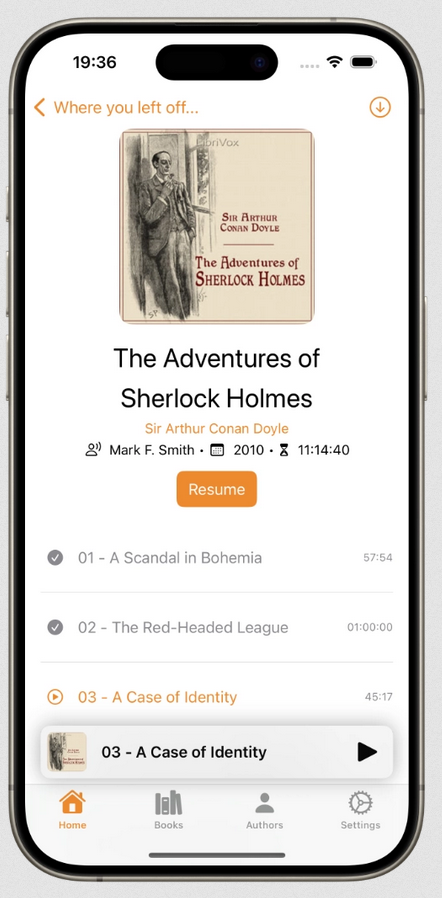 19:36
Where you left off...
LibriVox
SIR ARTHUR
CONAN DOYLE
The Adventures of
SHERLOCK HOLMES
The Adventures of
Sherlock Holmes
Sir Arthur Conan Doyle
Mark F. Smith • 2010 • 11:14:40
Resume
01 - A Scandal in Bohemia 57:54
02 - The Red-Headed League 01:00:00
03 - A Case of Identity 45:17
03 - A Case of Identity
Home Books Authors Settings